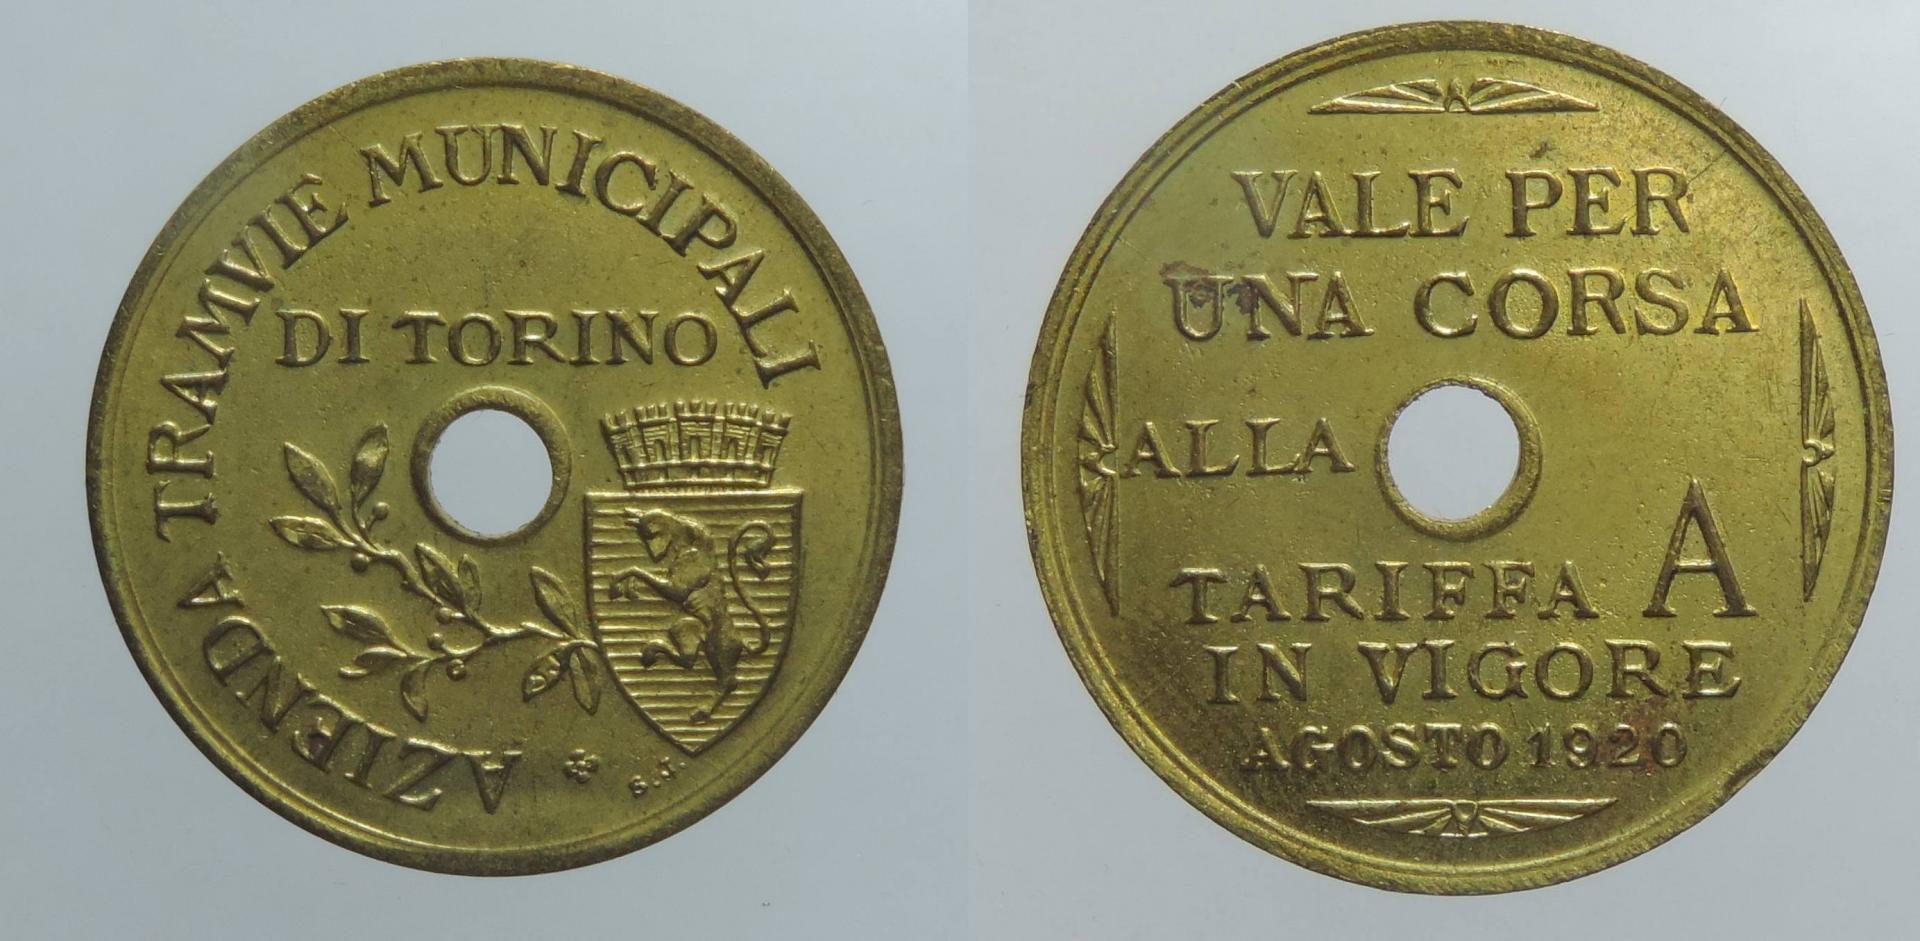 AZIENDA TRAMVIE MUNICIPALI
DI TORINO
S.J.
VALE PER
UNA CORSA
ALLA
TARIFFA A
IN VIGORE
AGOSTO 1920